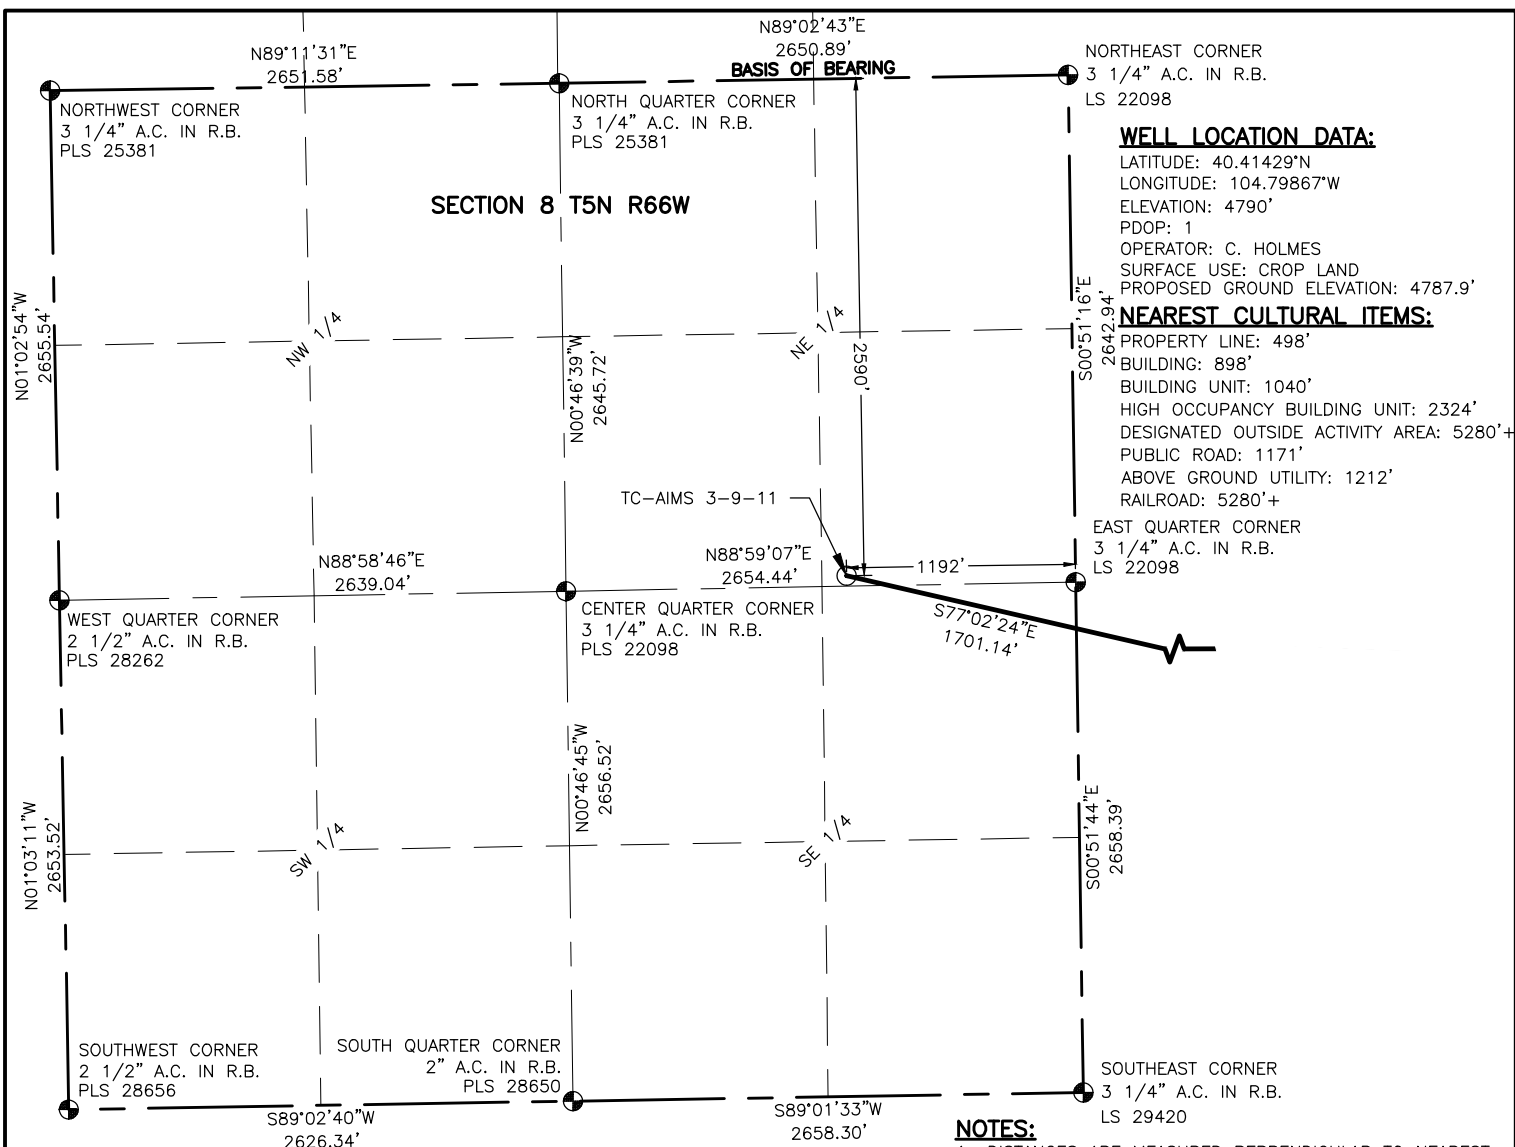 N89°11'31"E
2651.58'
N89°02'43"E
2650.89'
BASIS OF BEARING
NORTHEAST CORNER
3 1/4" A.C. IN R.B.
LS 22098
NORTHWEST CORNER
3 1/4" A.C. IN R.B.
PLS 25381
NORTH QUARTER CORNER
3 1/4" A.C. IN R.B.
PLS 25381
SECTION 8 T5N R66W
WELL LOCATION DATA:
LATITUDE: 40.41429°N
LONGITUDE: 104.79867°W
ELEVATION: 4790'
PDOP: 1
OPERATOR: C. HOLMES
SURFACE USE: CROP LAND
PROPOSED GROUND ELEVATION: 4787.9'
NEAREST CULTURAL ITEMS:
PROPERTY LINE: 498'
BUILDING: 898'
BUILDING UNIT: 1040'
HIGH OCCUPANCY BUILDING UNIT: 2324'
DESIGNATED OUTSIDE ACTIVITY AREA: 5280'+
PUBLIC ROAD: 1171'
ABOVE GROUND UTILITY: 1212'
RAILROAD: 5280'+
N01°02'54"W
2655.54'
NW 1/4
N00°46'39"W
2645.72'
NE 1/4
2590'
S00°51'16"E
2642.94'
TC-AIMS 3-9-11
EAST QUARTER CORNER
3 1/4" A.C. IN R.B.
LS 22098
N88°58'46"E
2639.04'
N88°59'07"E
2654.44'
1192'
WEST QUARTER CORNER
2 1/2" A.C. IN R.B.
PLS 28262
CENTER QUARTER CORNER
3 1/4" A.C. IN R.B.
PLS 22098
S77°02'24"E
1701.14'
N01°03'11"W
2653.52'
SW 1/4
N00°46'45"W
2656.52'
SE 1/4
S00°51'44"E
2658.39'
SOUTHWEST CORNER
2 1/2" A.C. IN R.B.
PLS 28656
SOUTH QUARTER CORNER
2" A.C. IN R.B.
PLS 28650
SOUTHEAST CORNER
3 1/4" A.C. IN R.B.
LS 29420
S89°02'40"W
2626.34'
S89°01'33"W
2658.30'
NOTES:
DISTANCES ARE MEASURED PERPENDICULAR TO NEAREST